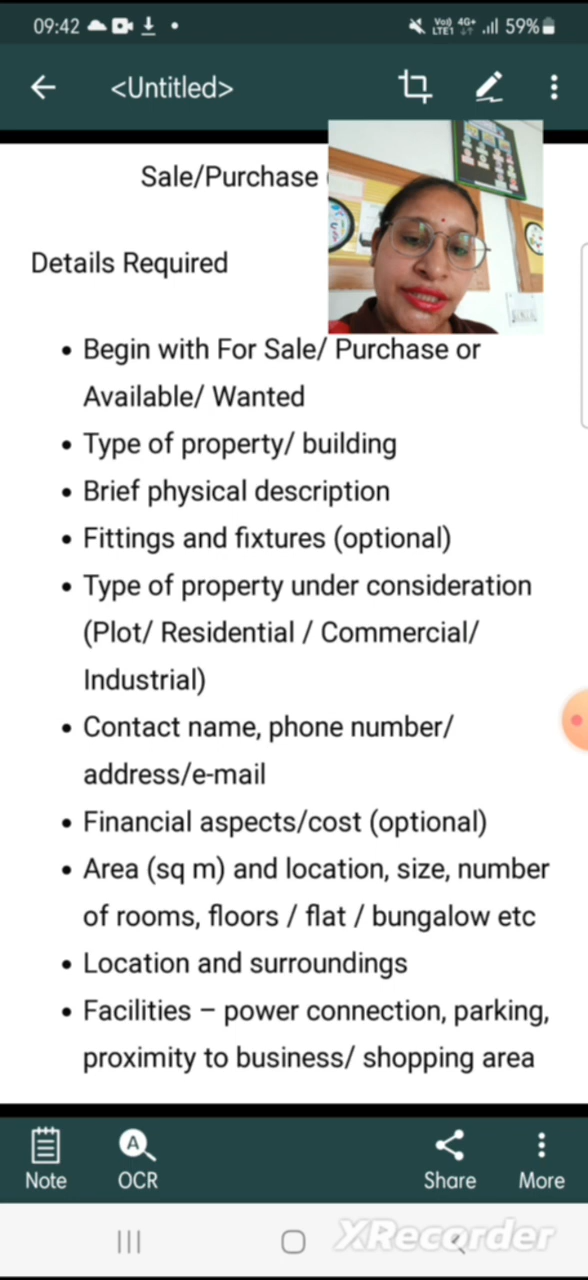 09:42
Vo) 4G+
LTE1
59%
<Untitled>
Sale/Purchase
Details Required
• Begin with For Sale/ Purchase or
Available/ Wanted
• Type of property/ building
• Brief physical description
• Fittings and fixtures (optional)
• Type of property under consideration
(Plot/ Residential / Commercial/
Industrial)
• Contact name, phone number/
address/e-mail
• Financial aspects/cost (optional)
• Area (sq m) and location, size, number
of rooms, floors / flat / bungalow etc
• Location and surroundings
• Facilities – power connection, parking,
proximity to business/ shopping area
A
Note
OCR
Share
More
XRecorder